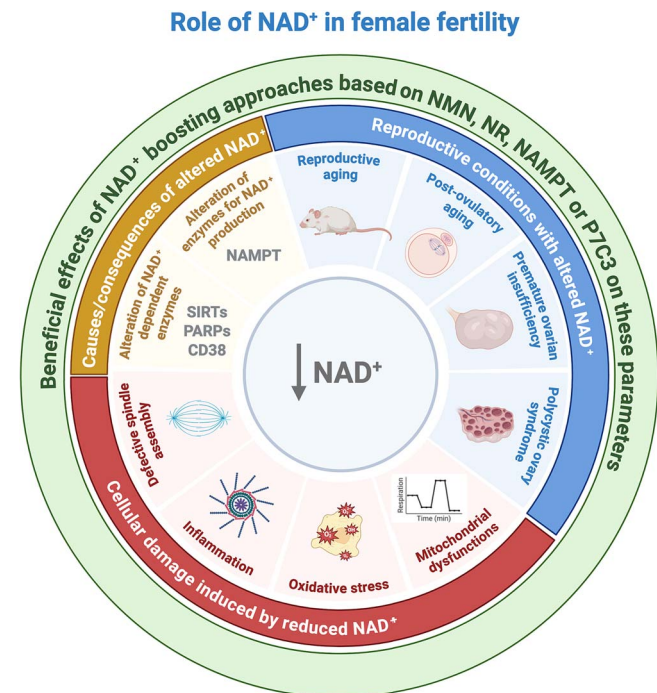 Role of NAD⁺ in female fertility
Beneficial effects of NAD⁺ boosting approaches based on NMN, NR, NAMPT or P7C3 on these parameters
Causes/consequences of altered NAD⁺
Alteration of
enzymes for NAD⁺
production
NAMPT
Alteration of NAD⁺
dependent
enzymes
SIRTs
PARPs
CD38
Reproductive conditions with altered NAD⁺
Reproductive
aging
Post-ovulatory
aging
Premature ovarian
insufficiency
Polycystic ovary
syndrome
↓ NAD⁺
Cellular damage induced by reduced NAD⁺
Defective spindle
assembly
Inflammation
Oxidative stress
Mitochondrial
dysfunctions
Respiration
Time (min)